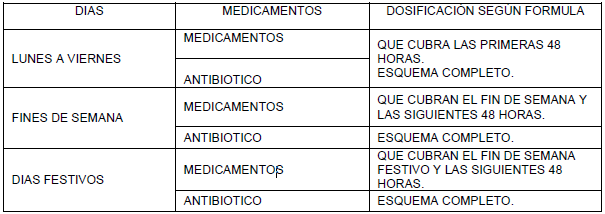 DIAS MEDICAMENTOS DOSIFICACIÓN SEGÚN FORMULA
LUNES A VIERNES
MEDICAMENTOS
ANTIBIOTICO
QUE CUBRA LAS PRIMERAS 48
HORAS.
ESQUEMA COMPLETO.
FINES DE SEMANA
MEDICAMENTOS
QUE CUBRAN EL FIN DE SEMANA Y
LAS SIGUIENTES 48 HORAS.
ANTIBIOTICO
ESQUEMA COMPLETO.
DIAS FESTIVOS
MEDICAMENTOS
QUE CUBRAN EL FIN DE SEMANA
FESTIVO Y LAS SIGUIENTES 48
HORAS.
ANTIBIOTICO
ESQUEMA COMPLETO.